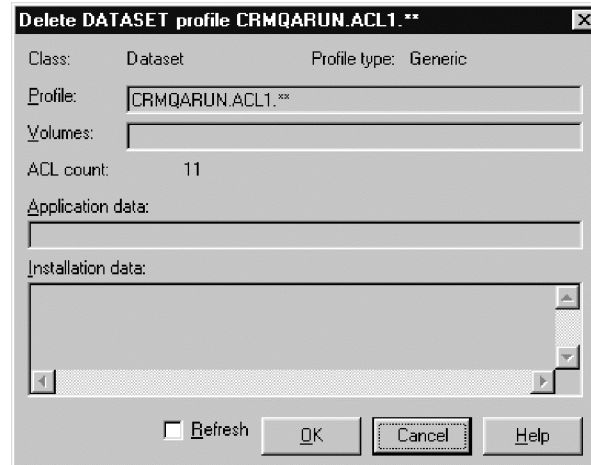 Delete DATASET profile CRMQARUN.ACL1.**
Class: Dataset Profile type: Generic
Profile: CRMQARUN.ACL1.**
Volumes:
ACL count: 11
Application data:
Installation data:
Refresh OK Cancel Help